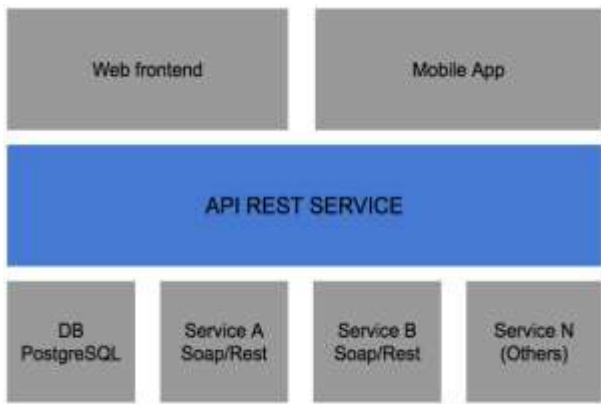 Web frontend
Mobile App
API REST SERVICE
DB
PostgreSQL
Service A
Soap/Rest
Service B
Soap/Rest
Service N
(Others)